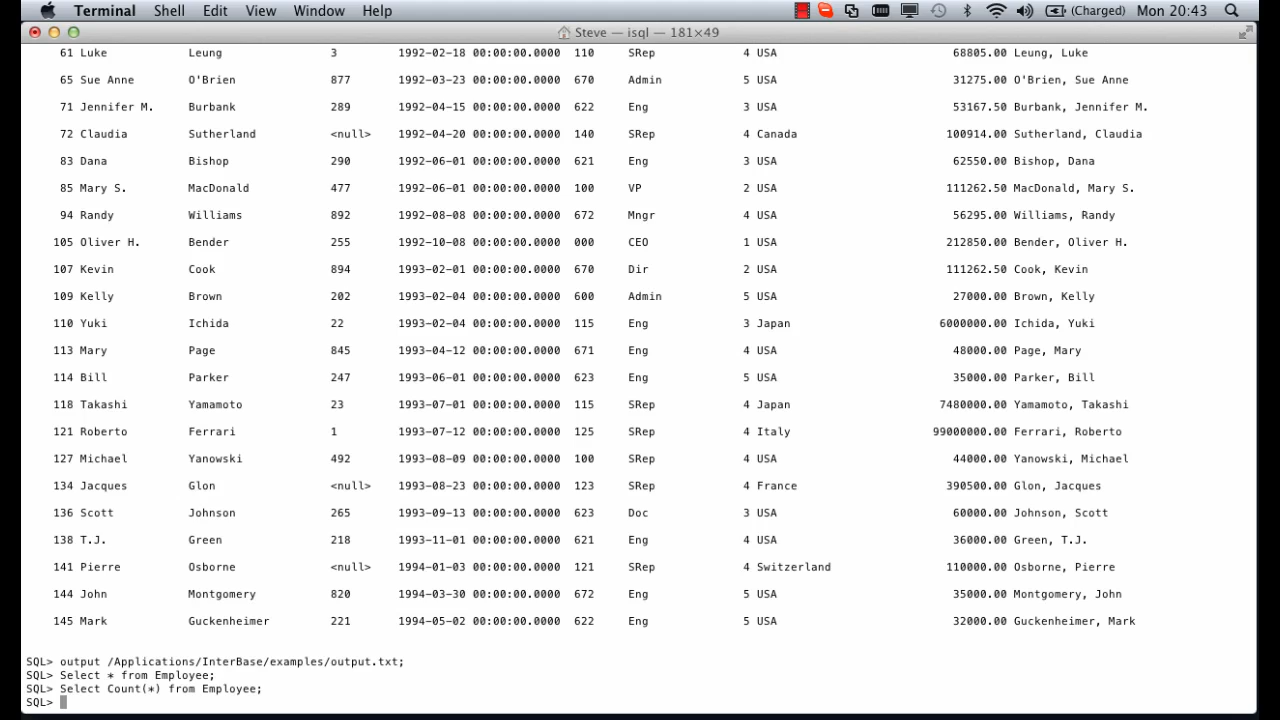 Terminal Shell Edit View Window Help (Charged) Mon 20:43
Steve — isql — 181×49
61 Luke Leung 3 1992-02-18 00:00:00.0000 110 SRep 4 USA 68805.00 Leung, Luke
65 Sue Anne O'Brien 877 1992-03-23 00:00:00.0000 670 Admin 5 USA 31275.00 O'Brien, Sue Anne
71 Jennifer M. Burbank 289 1992-04-15 00:00:00.0000 622 Eng 3 USA 53167.50 Burbank, Jennifer M.
72 Claudia Sutherland <null> 1992-04-20 00:00:00.0000 140 SRep 4 Canada 100914.00 Sutherland, Claudia
83 Dana Bishop 290 1992-06-01 00:00:00.0000 621 Eng 3 USA 62550.00 Bishop, Dana
85 Mary S. MacDonald 477 1992-06-01 00:00:00.0000 100 VP 2 USA 111262.50 MacDonald, Mary S.
94 Randy Williams 892 1992-08-08 00:00:00.0000 672 Mngr 4 USA 56295.00 Williams, Randy
105 Oliver H. Bender 255 1992-10-08 00:00:00.0000 000 CEO 1 USA 212850.00 Bender, Oliver H.
107 Kevin Cook 894 1993-02-01 00:00:00.0000 670 Dir 2 USA 111262.50 Cook, Kevin
109 Kelly Brown 202 1993-02-04 00:00:00.0000 600 Admin 5 USA 27000.00 Brown, Kelly
110 Yuki Ichida 22 1993-02-04 00:00:00.0000 115 Eng 3 Japan 6000000.00 Ichida, Yuki
113 Mary Page 845 1993-04-12 00:00:00.0000 671 Eng 4 USA 48000.00 Page, Mary
114 Bill Parker 247 1993-06-01 00:00:00.0000 623 Eng 5 USA 35000.00 Parker, Bill
118 Takashi Yamamoto 23 1993-07-01 00:00:00.0000 115 SRep 4 Japan 7480000.00 Yamamoto, Takashi
121 Roberto Ferrari 1 1993-07-12 00:00:00.0000 125 SRep 4 Italy 99000000.00 Ferrari, Roberto
127 Michael Yanowski 492 1993-08-09 00:00:00.0000 100 SRep 4 USA 44000.00 Yanowski, Michael
134 Jacques Glon <null> 1993-08-23 00:00:00.0000 123 SRep 4 France 390500.00 Glon, Jacques
136 Scott Johnson 265 1993-09-13 00:00:00.0000 623 Doc 3 USA 60000.00 Johnson, Scott
138 T.J. Green 218 1993-11-01 00:00:00.0000 621 Eng 4 USA 36000.00 Green, T.J.
141 Pierre Osborne <null> 1994-01-03 00:00:00.0000 121 SRep 4 Switzerland 110000.00 Osborne, Pierre
144 John Montgomery 820 1994-03-30 00:00:00.0000 672 Eng 5 USA 35000.00 Montgomery, John
145 Mark Guckenheimer 221 1994-05-02 00:00:00.0000 622 Eng 5 USA 32000.00 Guckenheimer, Mark
SQL> output /Applications/InterBase/examples/output.txt;
SQL> Select * from Employee;
SQL> Select Count(*) from Employee;
SQL>